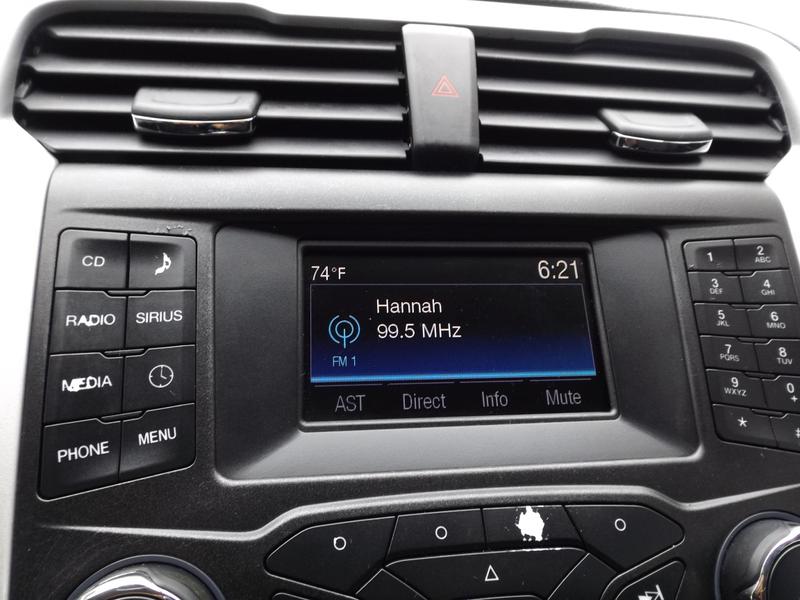 74°F 6:21
Hannah
99.5 MHz
FM 1
AST Direct Info Mute
CD
RADIO SIRIUS
MEDIA
PHONE MENU
1 2 ABC
3 DEF 4 GHI
5 JKL 6 MNO
7 PQRS 8 TUV
9 WXYZ 0 +
* #